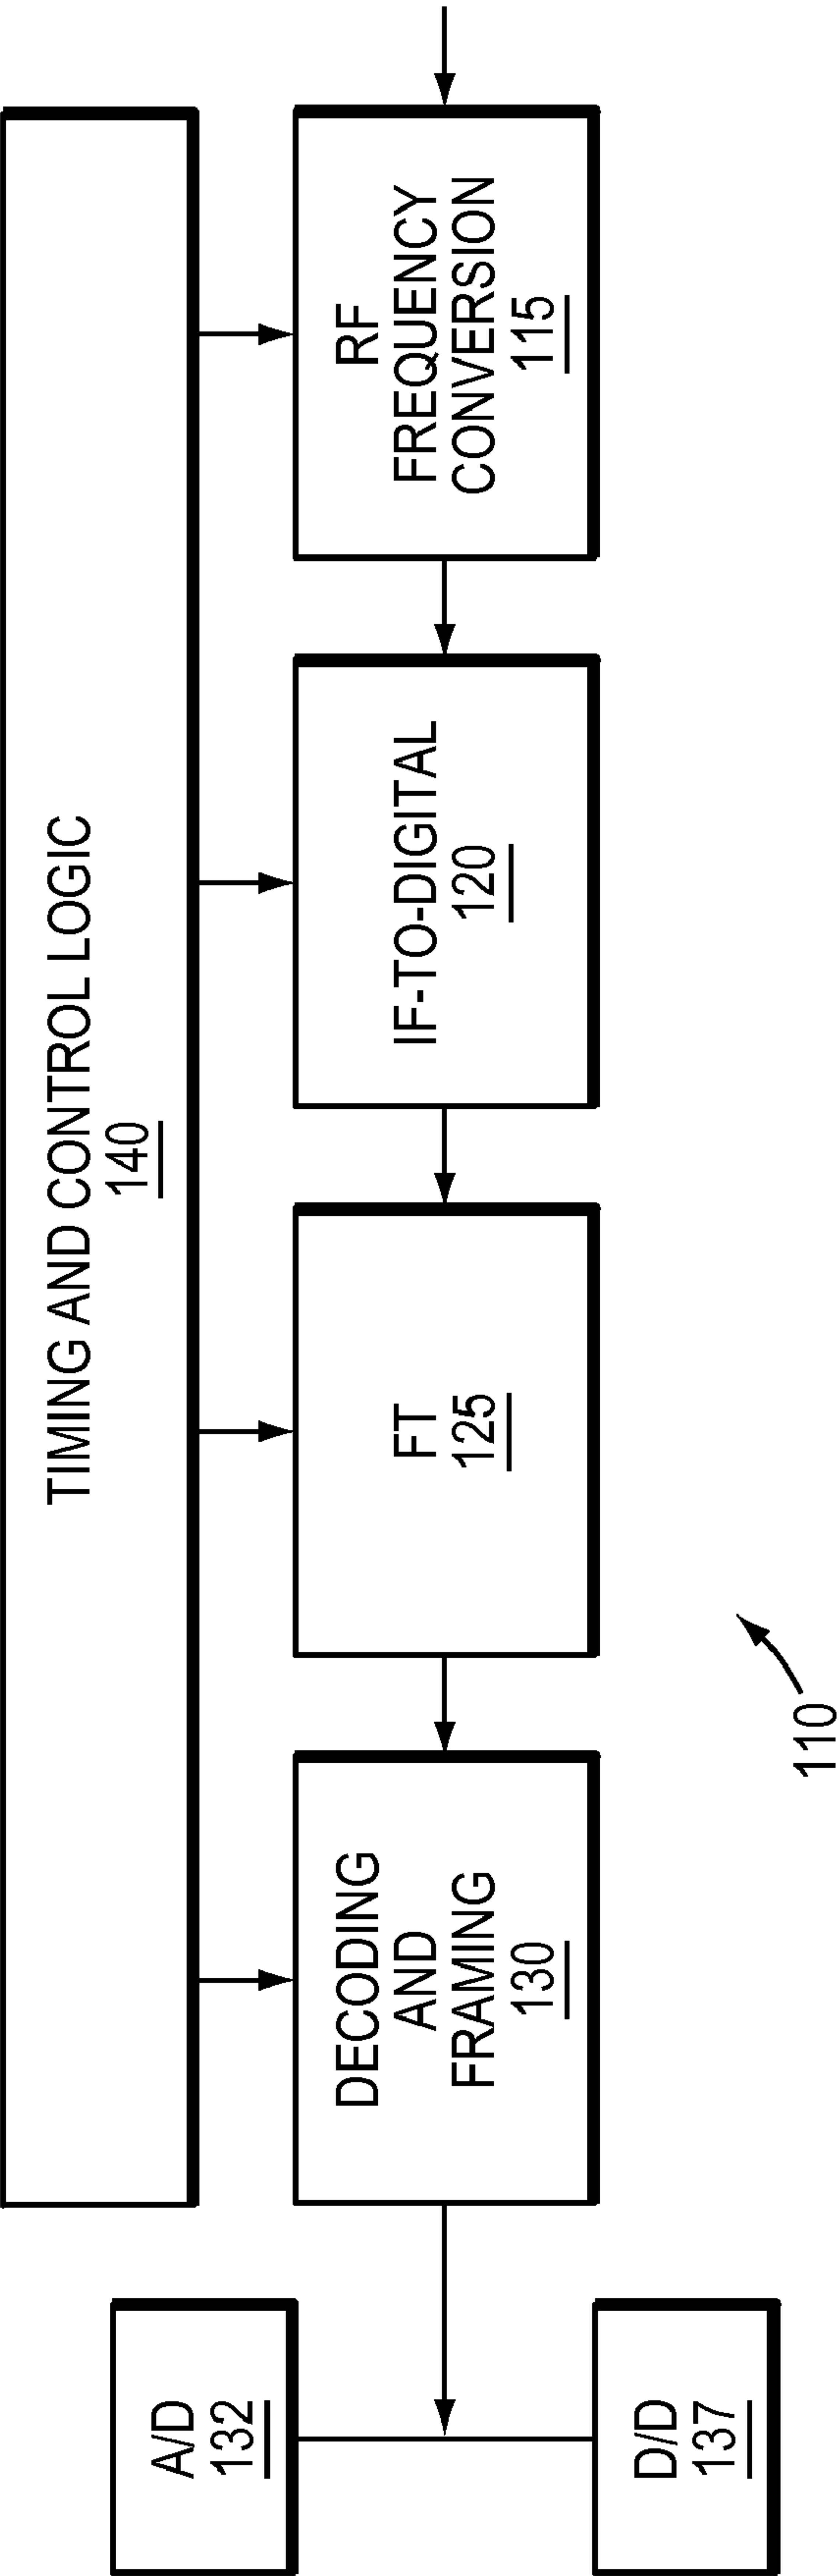 TIMING AND CONTROL LOGIC
140
A/D
132
DECODING
AND
FRAMING
130
FT
125
IF-TO-DIGITAL
120
RF
FREQUENCY
CONVERSION
115
D/D
137
110